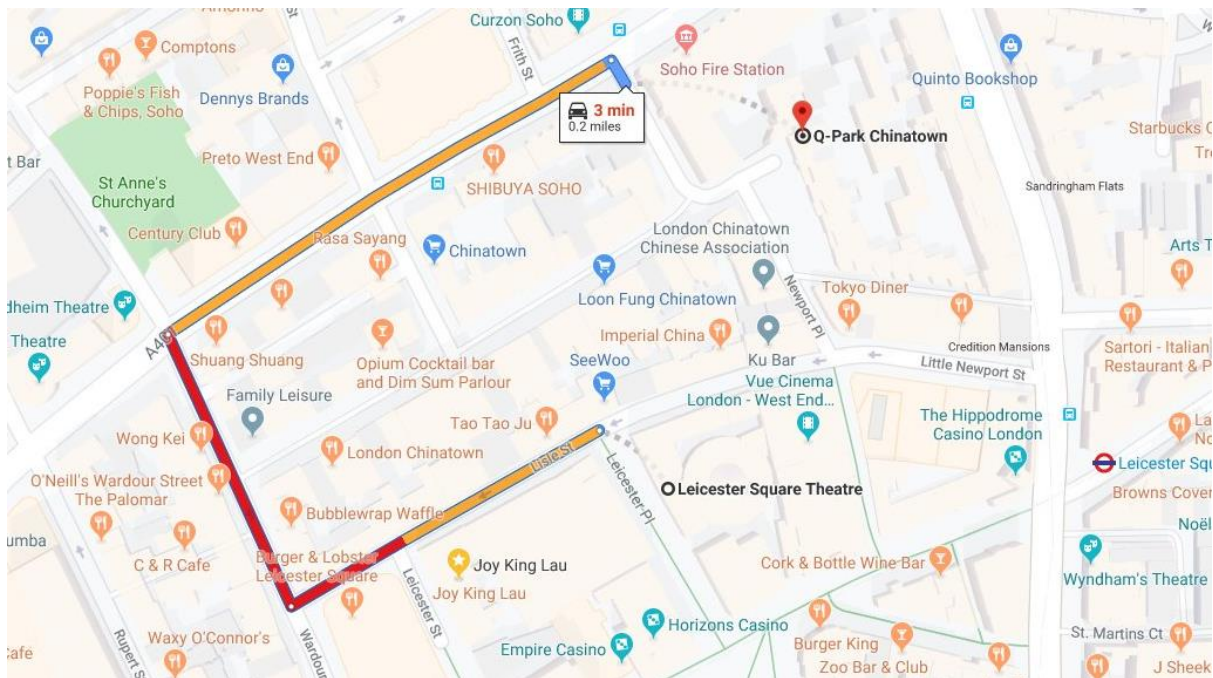 Curzon Soho
Comptons
Frith St
Soho Fire Station
Quinto Bookshop
Poppie's Fish
& Chips, Soho
Dennys Brands
3 min
0.2 miles
Q-Park Chinatown
Starbucks C
t Bar
Preto West End
St Anne's
Churchyard
SHIBUYA SOHO
Sandringham Flats
Century Club
Rasa Sayang
Chinatown
London Chinatown
Chinese Association
Arts T
Loon Fung Chinatown
Newport Pl
Tokyo Diner
dheim Theatre
Theatre
Shuang Shuang
Opium Cocktail bar
and Dim Sum Parlour
Imperial China
Ku Bar
Credition Mansions
Sartori - Italian
Restaurant & P
SeeWoo
Little Newport St
Family Leisure
Vue Cinema
London - West End...
Tao Tao Ju
The Hippodrome
Casino London
Wong Kei
London Chinatown
Lisle St
Leicester Pl
Leicester Squ
O'Neill's Wardour Street
The Palomar
Leicester Square Theatre
Browns Cover
Bubblewrap Waffle
Noël
umba
C & R Cafe
Burger & Lobster
Leicester Square
Joy King Lau
Joy King Lau
Cork & Bottle Wine Bar
Wyndham's Theatre
Leicester St
Rupert St
Waxy O'Connor's
Wardour
Horizons Casino
Empire Casino
Burger King
St. Martins Ct
Zoo Bar & Club
J Sheek
afe